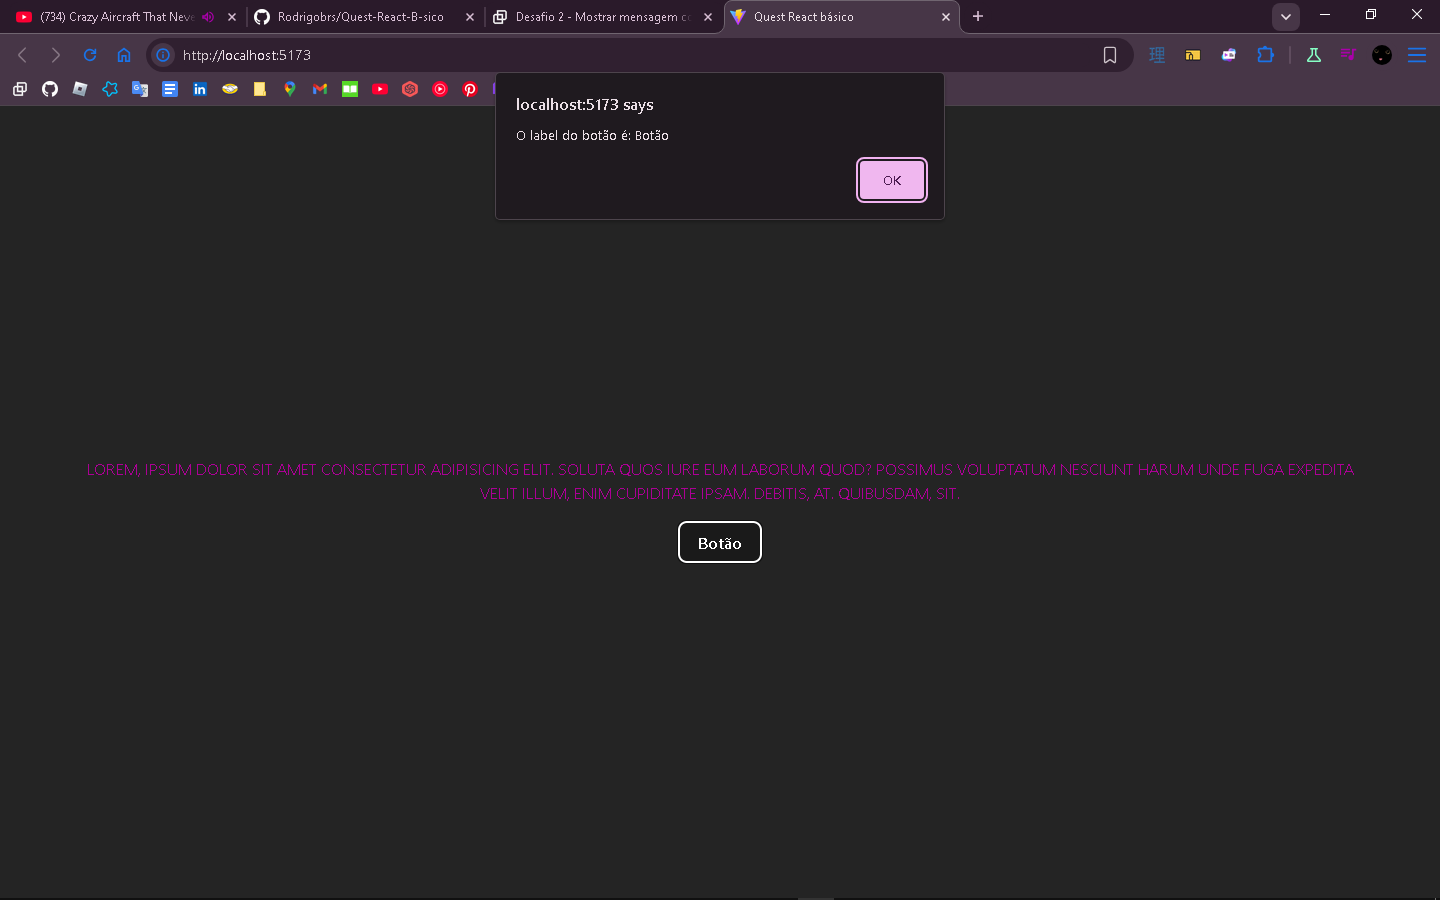 (734) Crazy Aircraft That Neve
Rodrigobrs/Quest-React-B-sico
Desafio 2 - Mostrar mensagem co
Quest React básico
http://localhost:5173
localhost:5173 says
O label do botão é: Botão
OK
LOREM, IPSUM DOLOR SIT AMET CONSECTETUR ADIPISICING ELIT. SOLUTA QUOS IURE EUM LABORUM QUOD? POSSIMUS VOLUPTATUM NESCIUNT HARUM UNDE FUGA EXPEDITA
VELIT ILLUM, ENIM CUPIDITATE IPSAM. DEBITIS, AT. QUIBUSDAM, SIT.
Botão